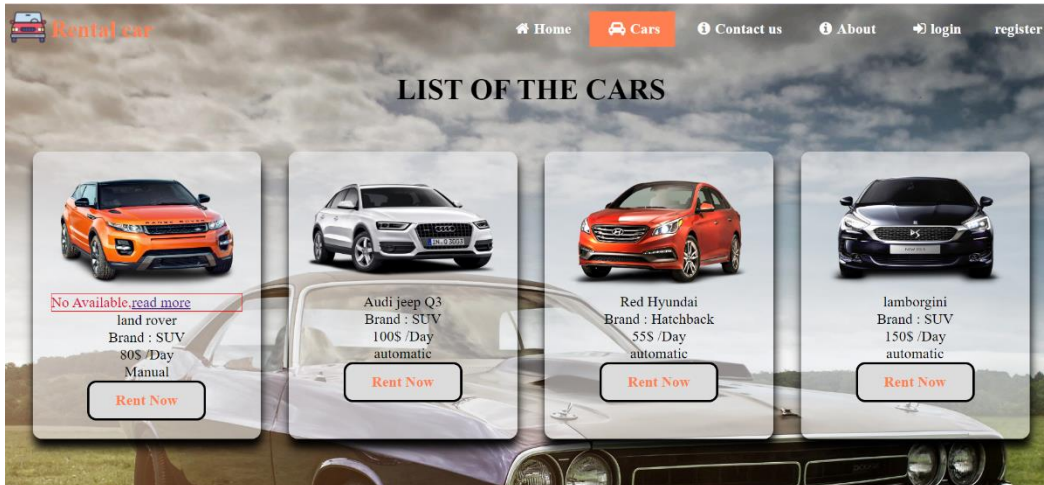 Rental car
Home
Cars
Contact us
About
login
register
LIST OF THE CARS
No Available,read more
land rover
Brand : SUV
80$ /Day
Manual
Rent Now
Audi jeep Q3
Brand : SUV
100$ /Day
automatic
Rent Now
Red Hyundai
Brand : Hatchback
55$ /Day
automatic
Rent Now
lamborgini
Brand : SUV
150$ /Day
automatic
Rent Now